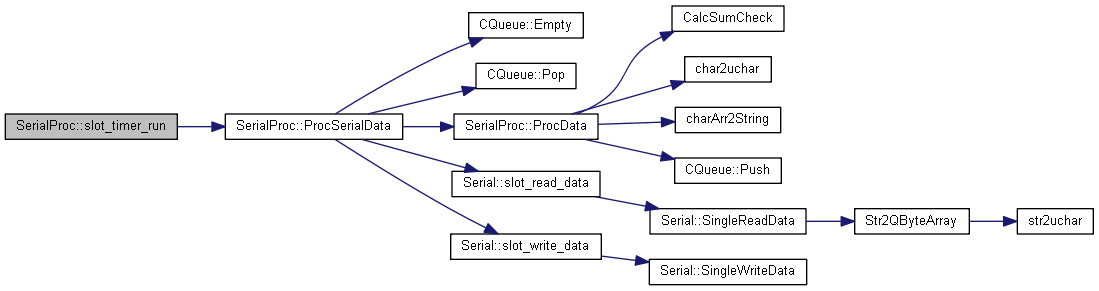 CQueue::Empty
CalcSumCheck
CQueue::Pop
char2uchar
SerialProc::slot_timer_run
SerialProc::ProcSerialData
SerialProc::ProcData
charArr2String
CQueue::Push
Serial::slot_read_data
Serial::SingleReadData
Str2QByteArray
str2uchar
Serial::slot_write_data
Serial::SingleWriteData